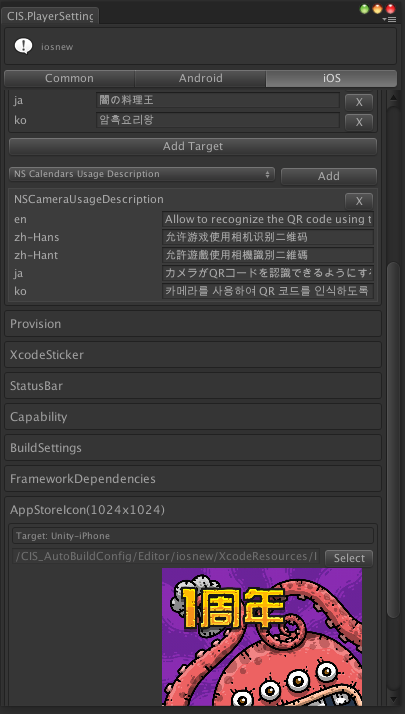 CIS.PlayerSetting
iosnew
Common Android iOS
ja 闇の料理王 X
ko 암흑요리왕 X
Add Target
NS Calendars Usage Description Add
NSCameraUsageDescription X
en Allow to recognize the QR code using t
zh-Hans 允许游戏使用相机识别二维码
zh-Hant 允許遊戲使用相機識別二維碼
ja カメラがQRコードを認識できるようにす
ko 카메라를 사용하여 QR 코드를 인식하도록
Provision
XcodeSticker
StatusBar
Capability
BuildSettings
FrameworkDependencies
AppStoreIcon(1024x1024)
Target: Unity-iPhone
/CIS_AutoBuildConfig/Editor/iosnew/XcodeResources/I Select
1周年